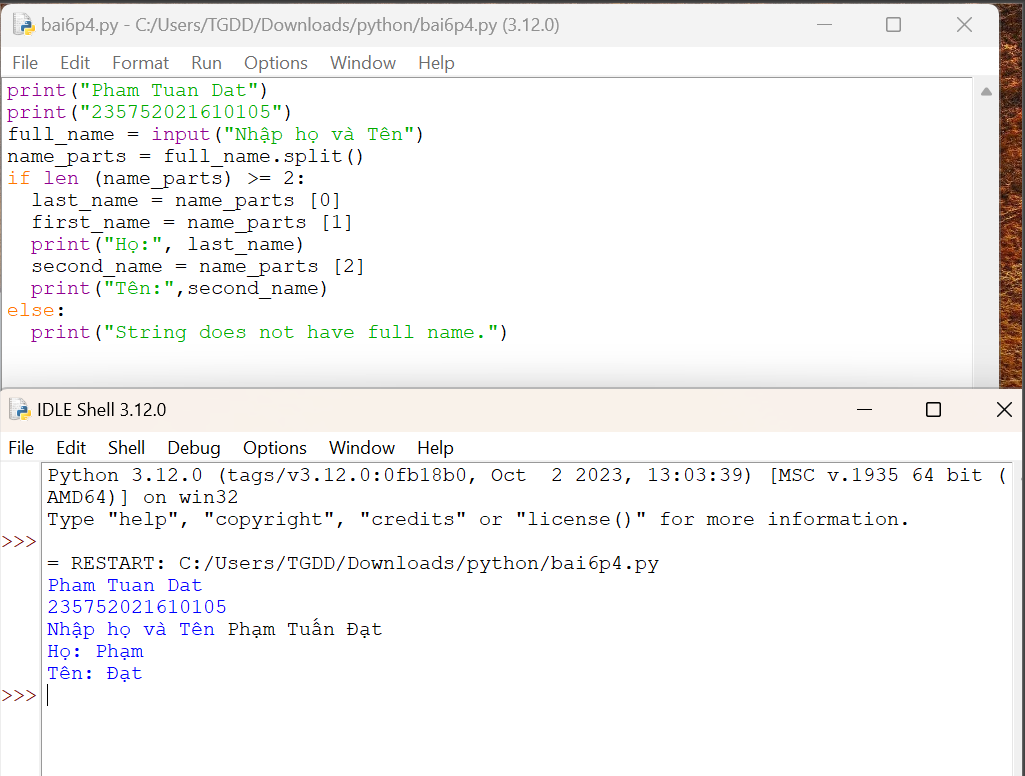 bai6p4.py - C:/Users/TGDD/Downloads/python/bai6p4.py (3.12.0)
File Edit Format Run Options Window Help
print("Pham Tuan Dat")
print("235752021610105")
full_name = input("Nhập họ và Tên")
name_parts = full_name.split()
if len (name_parts) >= 2:
  last_name = name_parts [0]
  first_name = name_parts [1]
  print("Họ:", last_name)
  second_name = name_parts [2]
  print("Tên:",second_name)
else:
  print("String does not have full name.")
IDLE Shell 3.12.0
File Edit Shell Debug Options Window Help
Python 3.12.0 (tags/v3.12.0:0fb18b0, Oct  2 2023, 13:03:39) [MSC v.1935 64 bit (
AMD64)] on win32
Type "help", "copyright", "credits" or "license()" for more information.
>>>
= RESTART: C:/Users/TGDD/Downloads/python/bai6p4.py
Pham Tuan Dat
235752021610105
Nhập họ và Tên Phạm Tuấn Đạt
Họ: Phạm
Tên: Đạt
>>>